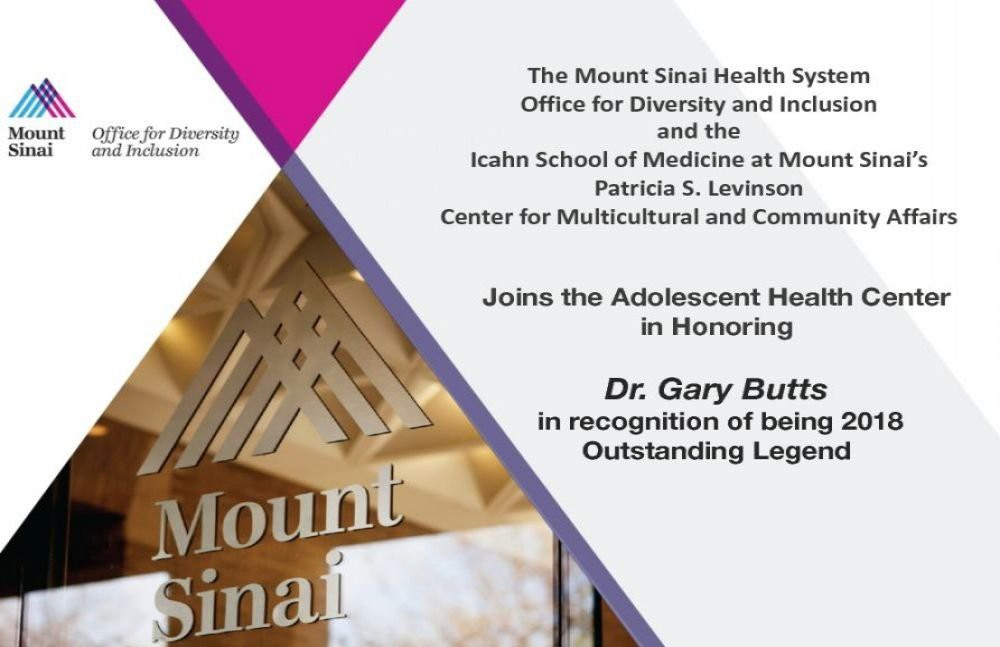 Mount
Sinai
Office for Diversity
and Inclusion
The Mount Sinai Health System
Office for Diversity and Inclusion
and the
Icahn School of Medicine at Mount Sinai’s
Patricia S. Levinson
Center for Multicultural and Community Affairs
Joins the Adolescent Health Center
in Honoring
Dr. Gary Butts
in recognition of being 2018
Outstanding Legend
Mount
Sinai